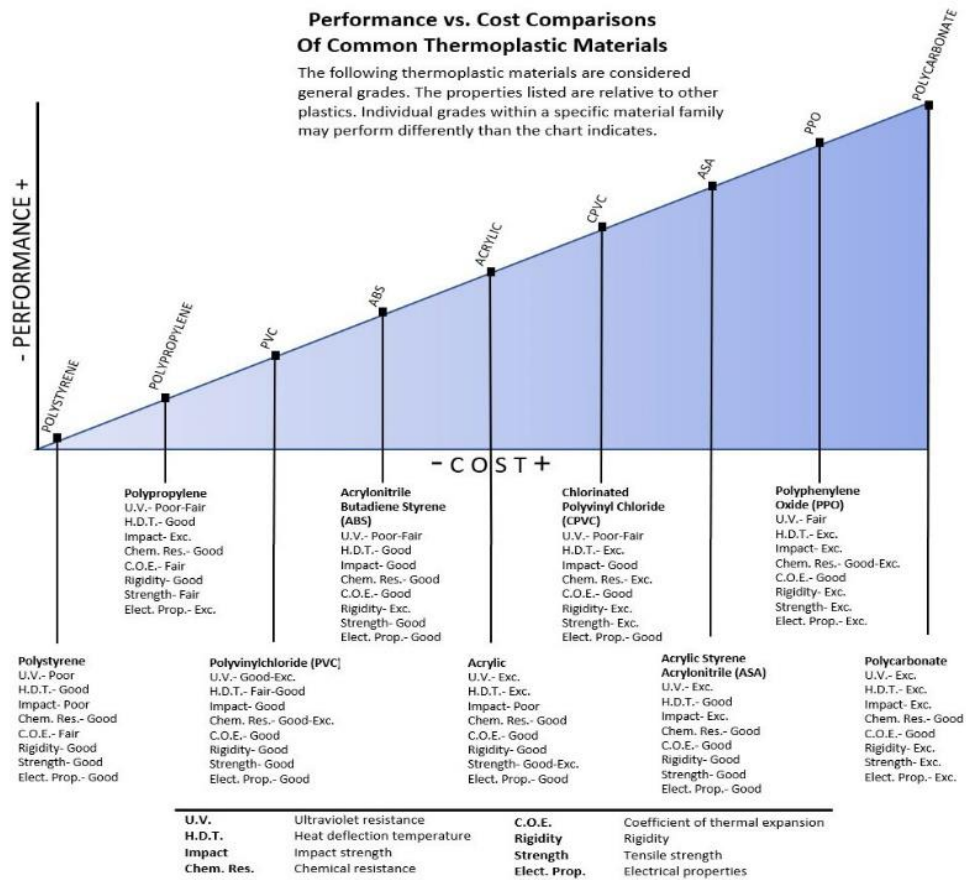 Performance vs. Cost Comparisons
Of Common Thermoplastic Materials
The following thermoplastic materials are considered
general grades. The properties listed are relative to other
plastics. Individual grades within a specific material family
may perform differently than the chart indicates.
- PERFORMANCE +
POLYSTYRENE
POLYPROPYLENE
PVC
ABS
ACRYLIC
CPVC
ASA
PPO
POLYCARBONATE
- COST +
Polypropylene
U.V.- Poor-Fair
H.D.T.- Good
Impact- Exc.
Chem. Res.- Good
C.O.E.- Fair
Rigidity- Good
Strength- Fair
Elect. Prop.- Exc.
Acrylonitrile
Butadiene Styrene
(ABS)
U.V.- Poor-Fair
H.D.T.- Good
Impact- Good
Chem. Res.- Good
C.O.E.- Good
Rigidity- Exc.
Strength- Good
Elect. Prop.- Good
Chlorinated
Polyvinyl Chloride
(CPVC)
U.V.- Poor-Fair
H.D.T.- Exc.
Impact- Good
Chem. Res.- Exc.
C.O.E.- Good
Rigidity- Exc.
Strength- Exc.
Elect. Prop.- Good
Polyphenylene
Oxide (PPO)
U.V.- Fair
H.D.T.- Exc.
Impact- Exc.
Chem. Res.- Good-Exc.
C.O.E.- Good
Rigidity- Exc.
Strength- Exc.
Elect. Prop.- Exc.
Polystyrene
U.V.- Poor
H.D.T.- Good
Impact- Poor
Chem. Res.- Good
C.O.E.- Fair
Rigidity- Good
Strength- Good
Elect. Prop.- Good
Polyvinylchloride (PVC)
U.V.- Good-Exc.
H.D.T.- Fair-Good
Impact- Good
Chem. Res.- Good-Exc.
C.O.E.- Good
Rigidity- Good
Strength- Good
Elect. Prop.- Good
Acrylic
U.V.- Exc.
H.D.T.- Exc.
Impact- Poor
Chem. Res.- Good
C.O.E.- Good
Rigidity- Good
Strength- Good-Exc.
Elect. Prop.- Good
Acrylic Styrene
Acrylonitrile (ASA)
U.V.- Exc.
H.D.T.- Good
Impact- Exc.
Chem. Res.- Good
C.O.E.- Good
Rigidity- Good
Strength- Good
Elect. Prop.- Good
Polycarbonate
U.V.- Exc.
H.D.T.- Exc.
Impact- Exc.
Chem. Res.- Good
C.O.E.- Good
Rigidity- Exc.
Strength- Exc.
Elect. Prop.- Exc.
U.V. Ultraviolet resistance
H.D.T. Heat deflection temperature
Impact Impact strength
Chem. Res. Chemical resistance
C.O.E. Coefficient of thermal expansion
Rigidity Rigidity
Strength Tensile strength
Elect. Prop. Electrical properties